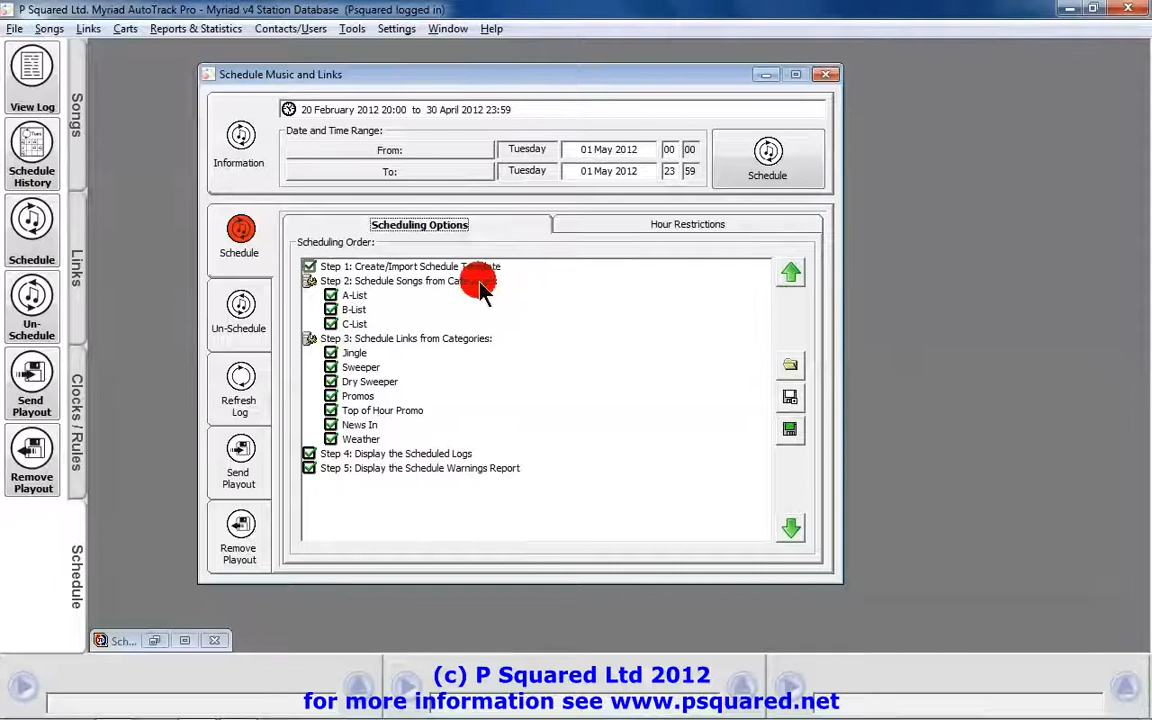 P Squared Ltd. Myriad AutoTrack Pro - Myriad v4 Station Database (Psquared logged in)
File Songs Links Carts Reports & Statistics Contacts/Users Tools Settings Window Help
View Log
Schedule History
Schedule
Un-Schedule
Send Playout
Remove Playout
Songs
Links
Clocks / Rules
Schedule
Schedule Music and Links
Information
20 February 2012 20:00 to 30 April 2012 23:59
Date and Time Range:
From: Tuesday 01 May 2012 00 00
To: Tuesday 01 May 2012 23 59
Schedule
Schedule
Un-Schedule
Refresh Log
Send Playout
Remove Playout
Scheduling Options
Hour Restrictions
Scheduling Order:
Step 1: Create/Import Schedule
Step 2: Schedule Songs from
A-List
B-List
C-List
Step 3: Schedule Links from Categories:
Jingle
Sweeper
Dry Sweeper
Promos
Top of Hour Promo
News In
Weather
Step 4: Display the Scheduled Logs
Step 5: Display the Schedule Warnings Report
Sch...
(c) P Squared Ltd 2012
for more information see www.psquared.net